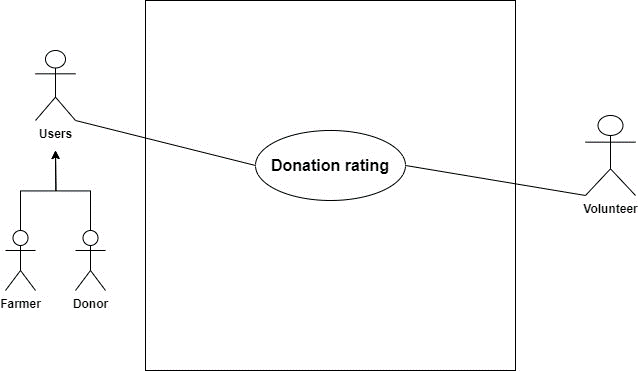 Users
Donation rating
Volunteer
Farmer
Donor